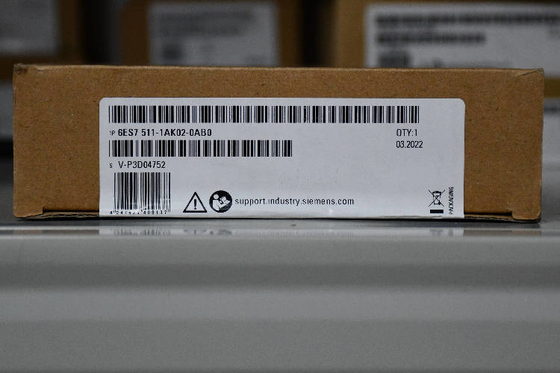 1P 6ES7 511-1AK02-0AB0
QTY:1
03.2022
S V-P3D04752
support.industry.siemens.com
PACKAGING